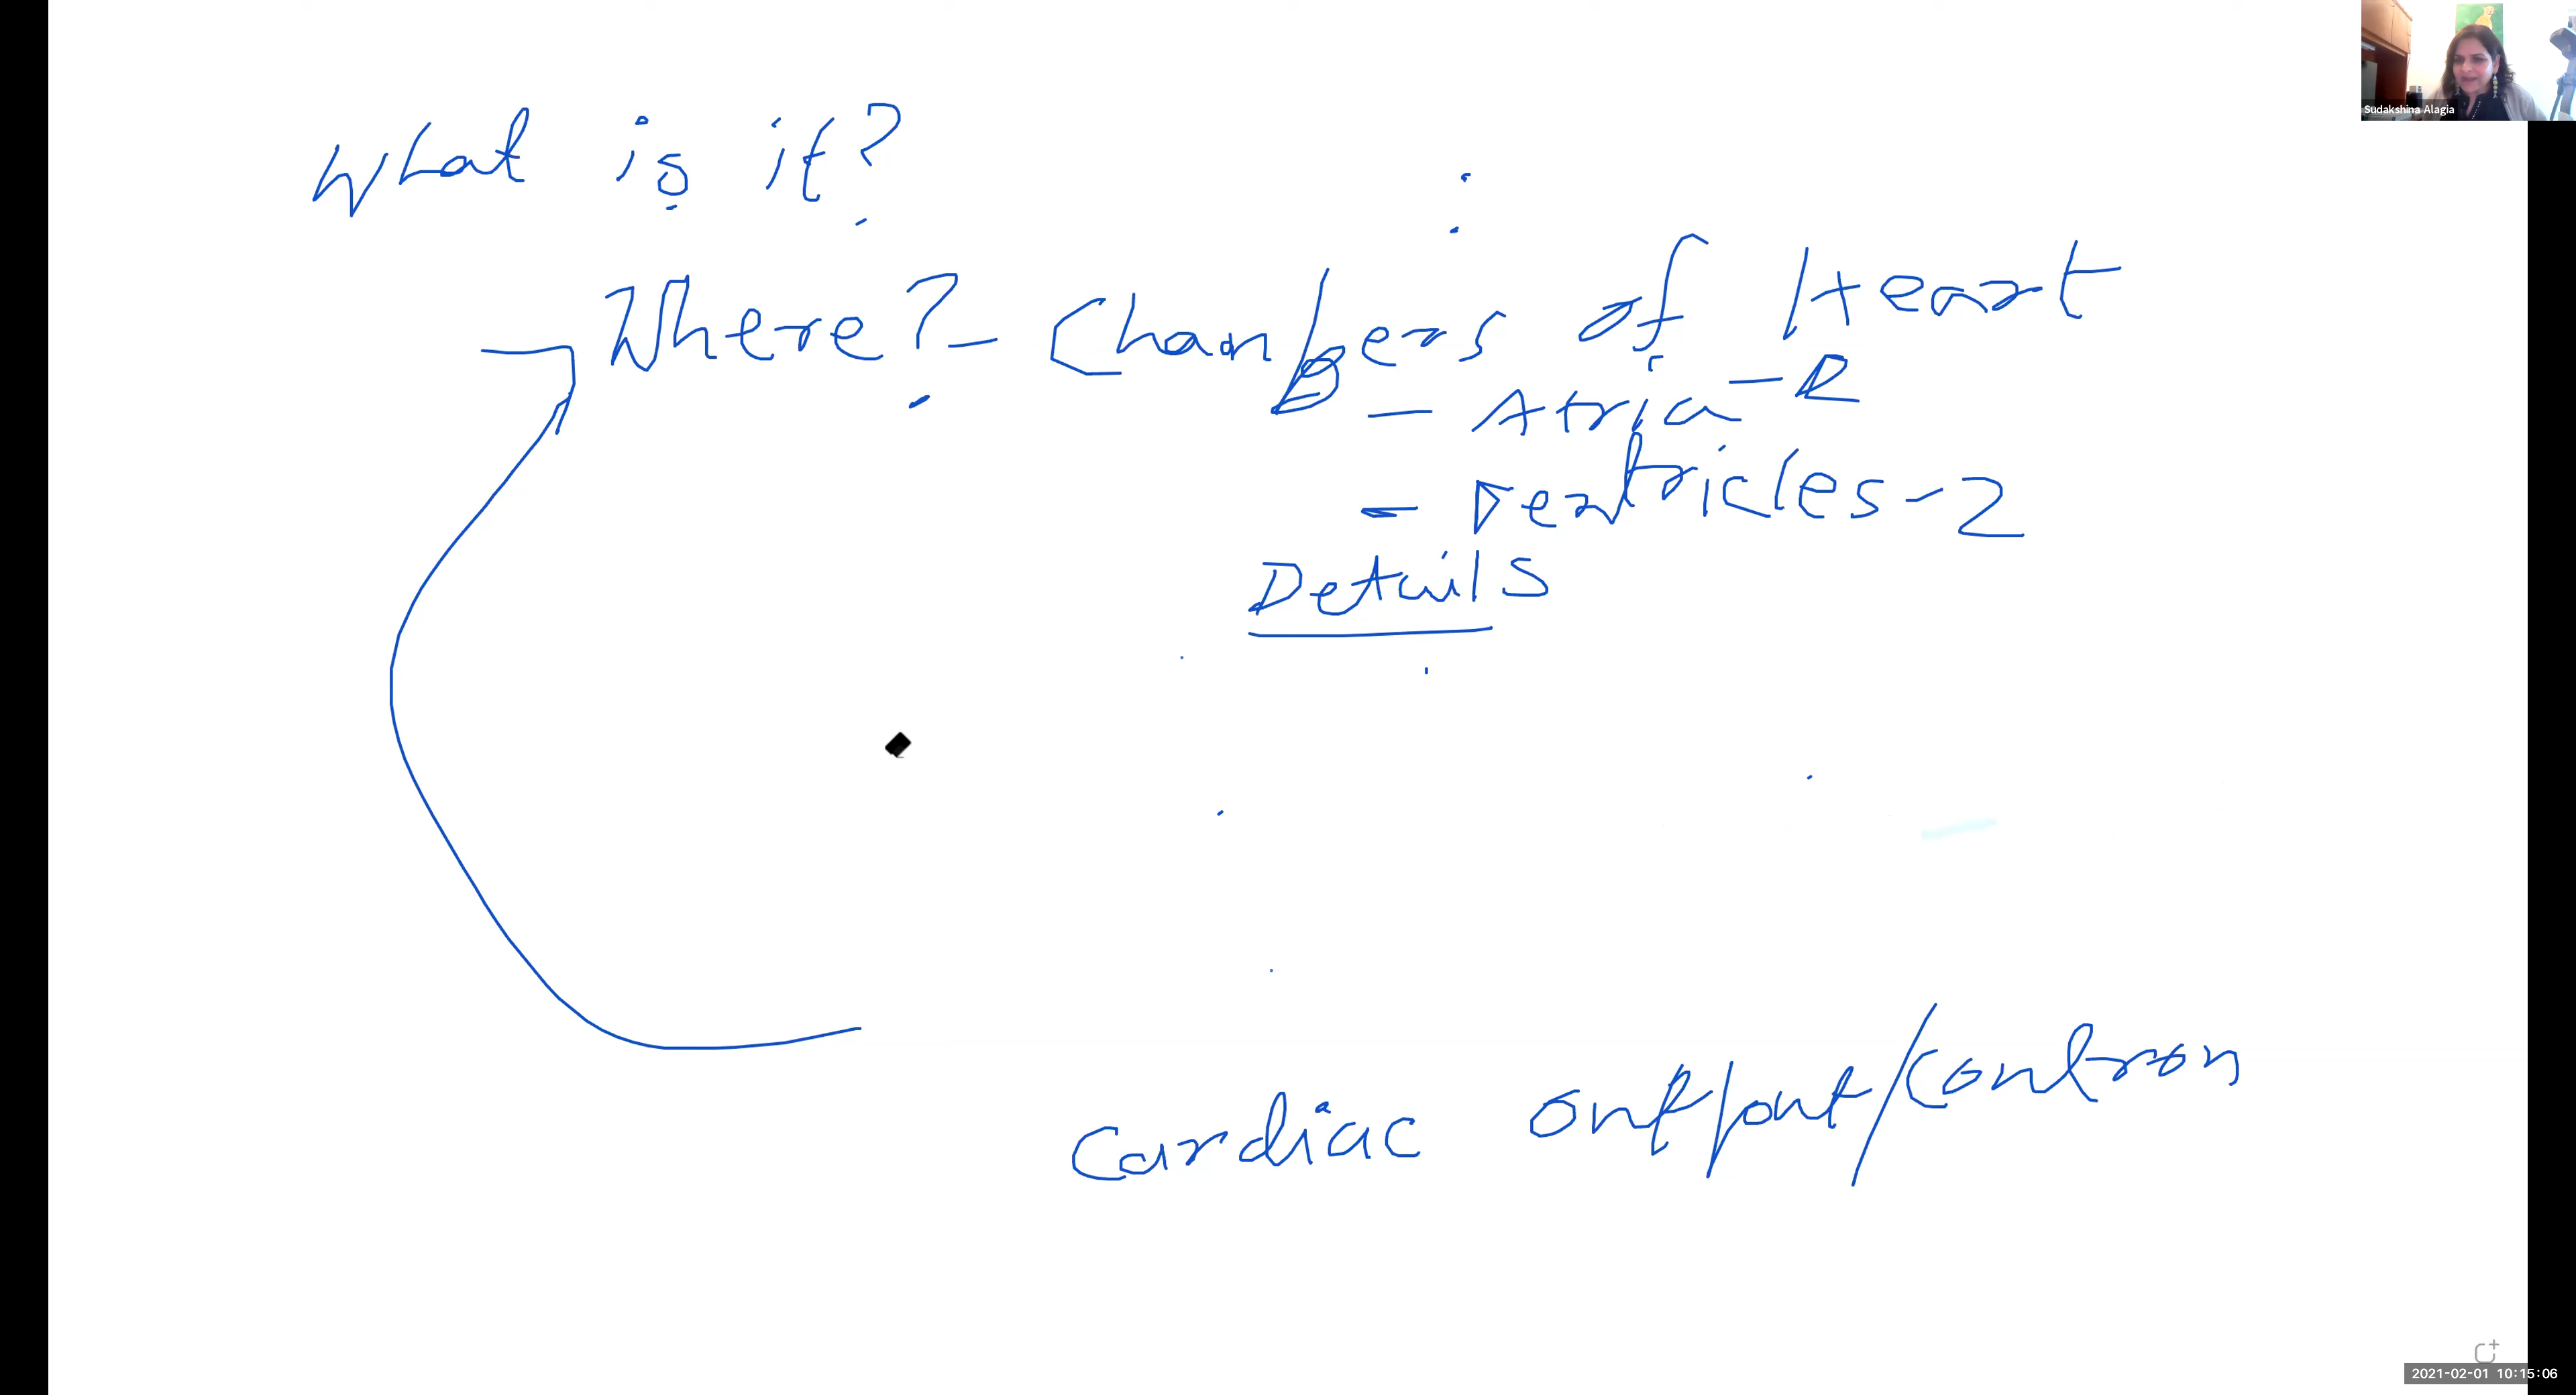 What is it?
Where? - Chambers of Heart
- Atria - 2
- Ventricles - 2
Details
Cardiac output/Contron
Sudakshina Alagia
2021-02-01 10:15:06